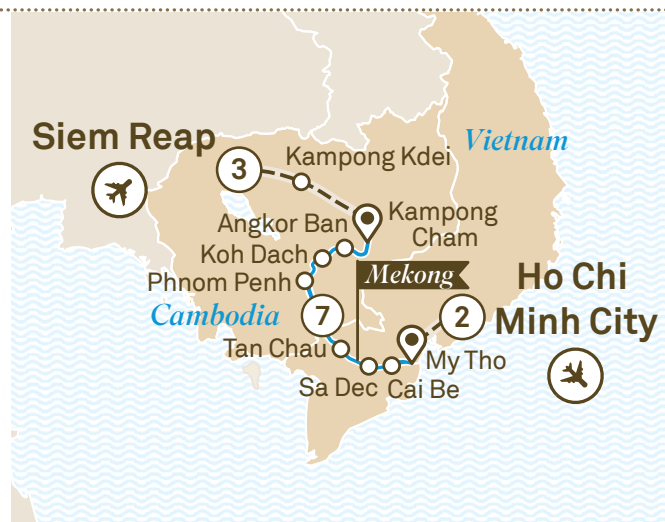 Siem Reap
3
Kampong Kdei
Vietnam
Angkor Ban
Kampong
Cham
Koh Dach
Phnom Penh
Mekong
Cambodia
7
2
Ho Chi
Minh City
Tan Chau
My Tho
Sa Dec
Cai Be